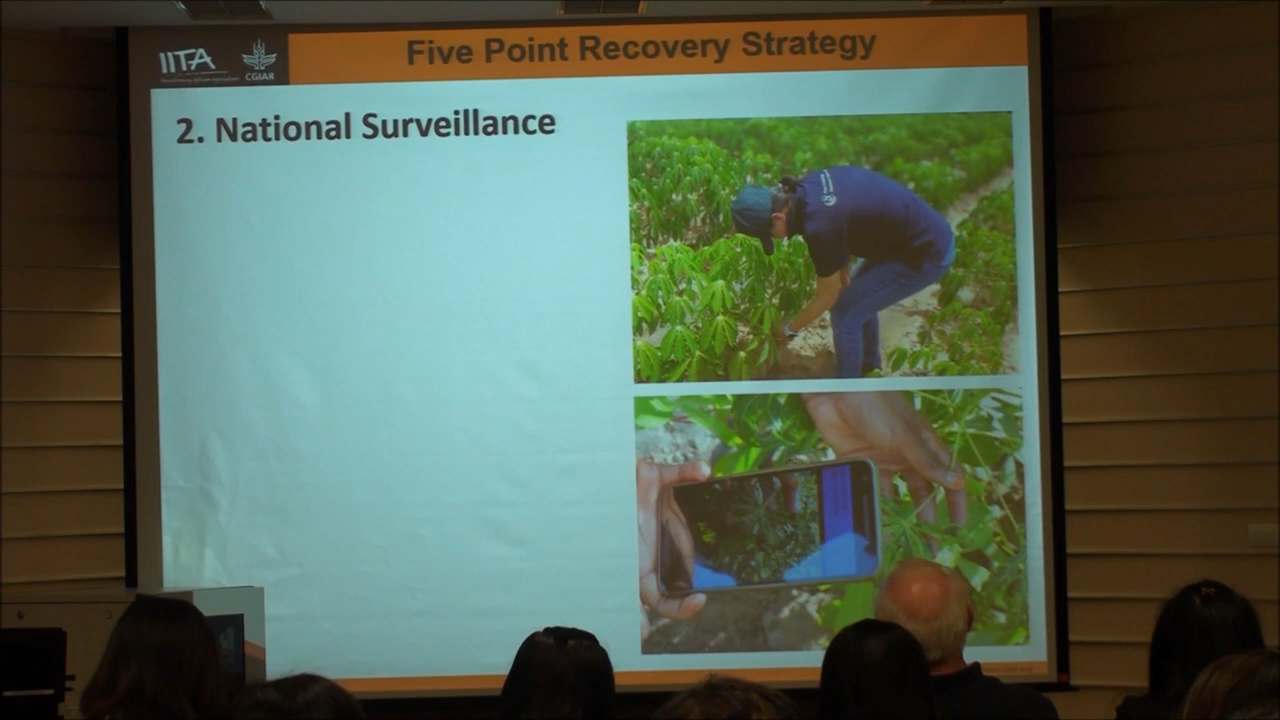 IITA
CGIAR
Five Point Recovery Strategy
2. National Surveillance